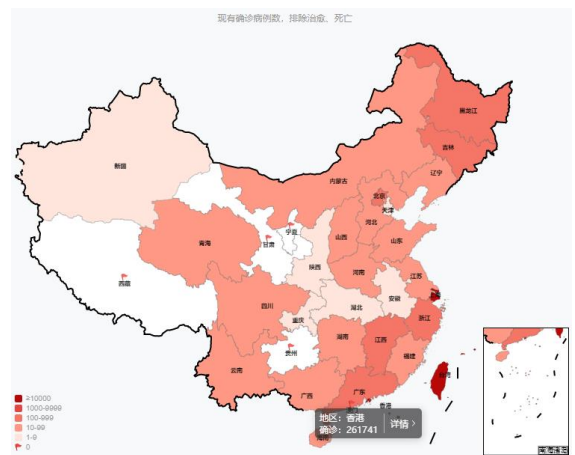 现有确诊病例数，排除治愈、死亡
黑龙江
吉林
辽宁
新疆
内蒙古
北京
天津
河北
宁夏
甘肃
山西
山东
青海
陕西
河南
江苏
西藏
安徽
湖北
四川
重庆
浙江
贵州
湖南
江西
福建
云南
广西
广东
台湾
香港
海南
地区：香港
确诊：261741
详情 >
≥10000
1000-9999
100-999
10-99
1-9
0
南海诸岛